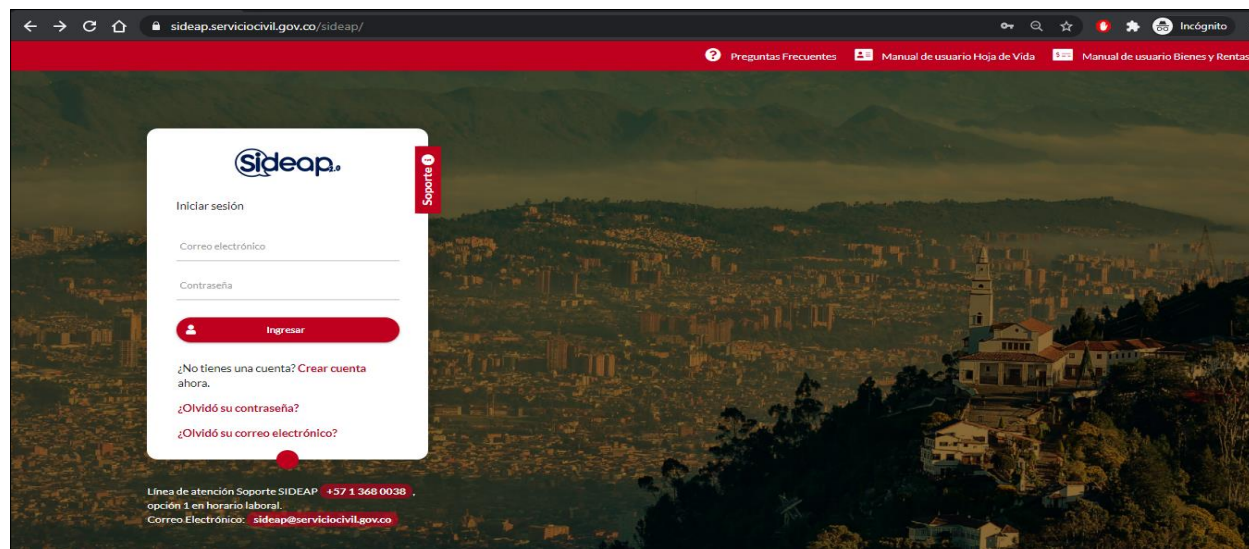 sideap.serviciocivil.gov.co/sideap/
Incógnito
Preguntas Frecuentes
Manual de usuario Hoja de Vida
Manual de usuario Bienes y Rentas
Sideap 2.0
Soporte
Iniciar sesión
Correo electrónico
Contraseña
Ingresar
¿No tienes una cuenta? Crear cuenta
ahora.
¿Olvidó su contraseña?
¿Olvidó su correo electrónico?
Línea de atención Soporte SIDEAP +57 1 368 0038 ,
opción 1 en horario laboral.
Correo Electrónico: sideap@serviciocivil.gov.co